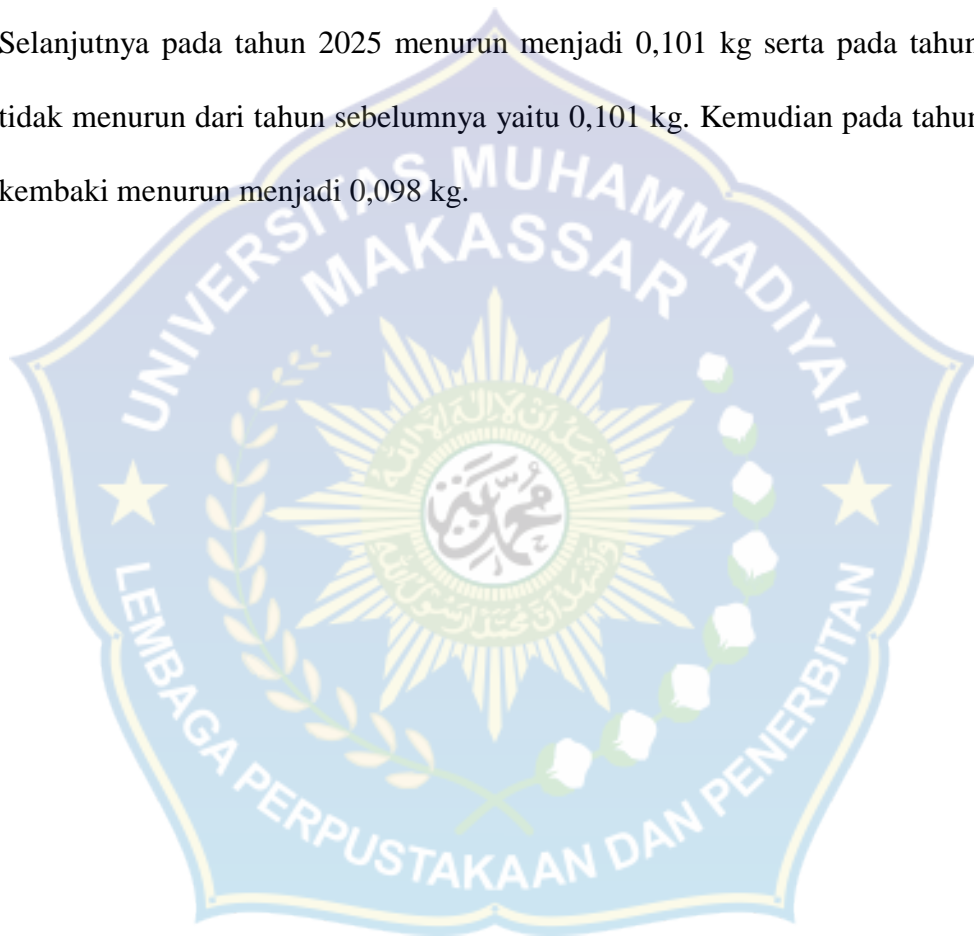 Selanjutnya pada tahun 2025 menurun menjadi 0,101 kg serta pada tahun
tidak menurun dari tahun sebelumnya yaitu 0,101 kg. Kemudian pada tahun
kembaki menurun menjadi 0,098 kg.
UNIVERSITAS MUHAMMADIYAH
MAKASSAR
محمدية
LEMBAGA PERPUSTAKAAN DAN PENERBITAN